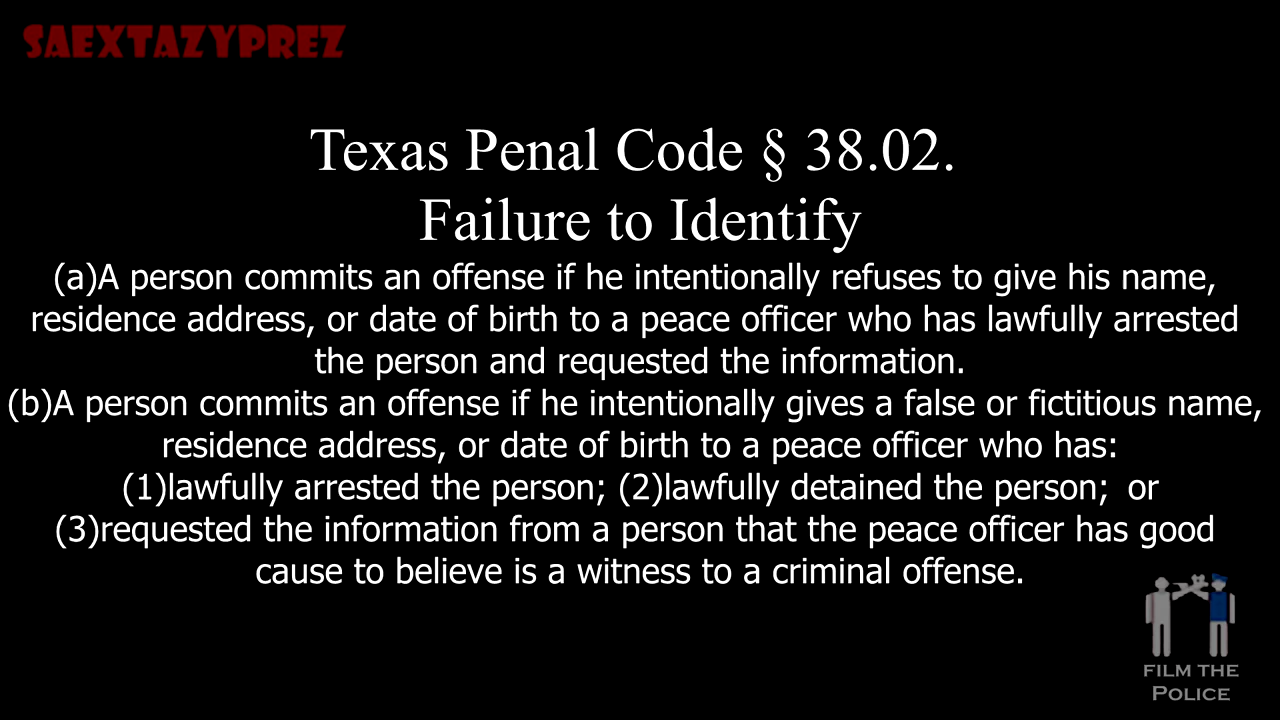 SAEXTAZYPREZ
Texas Penal Code § 38.02.
Failure to Identify
(a)A person commits an offense if he intentionally refuses to give his name,
residence address, or date of birth to a peace officer who has lawfully arrested
the person and requested the information.
(b)A person commits an offense if he intentionally gives a false or fictitious name,
residence address, or date of birth to a peace officer who has:
(1)lawfully arrested the person; (2)lawfully detained the person; or
(3)requested the information from a person that the peace officer has good
cause to believe is a witness to a criminal offense.
FILM THE
POLICE